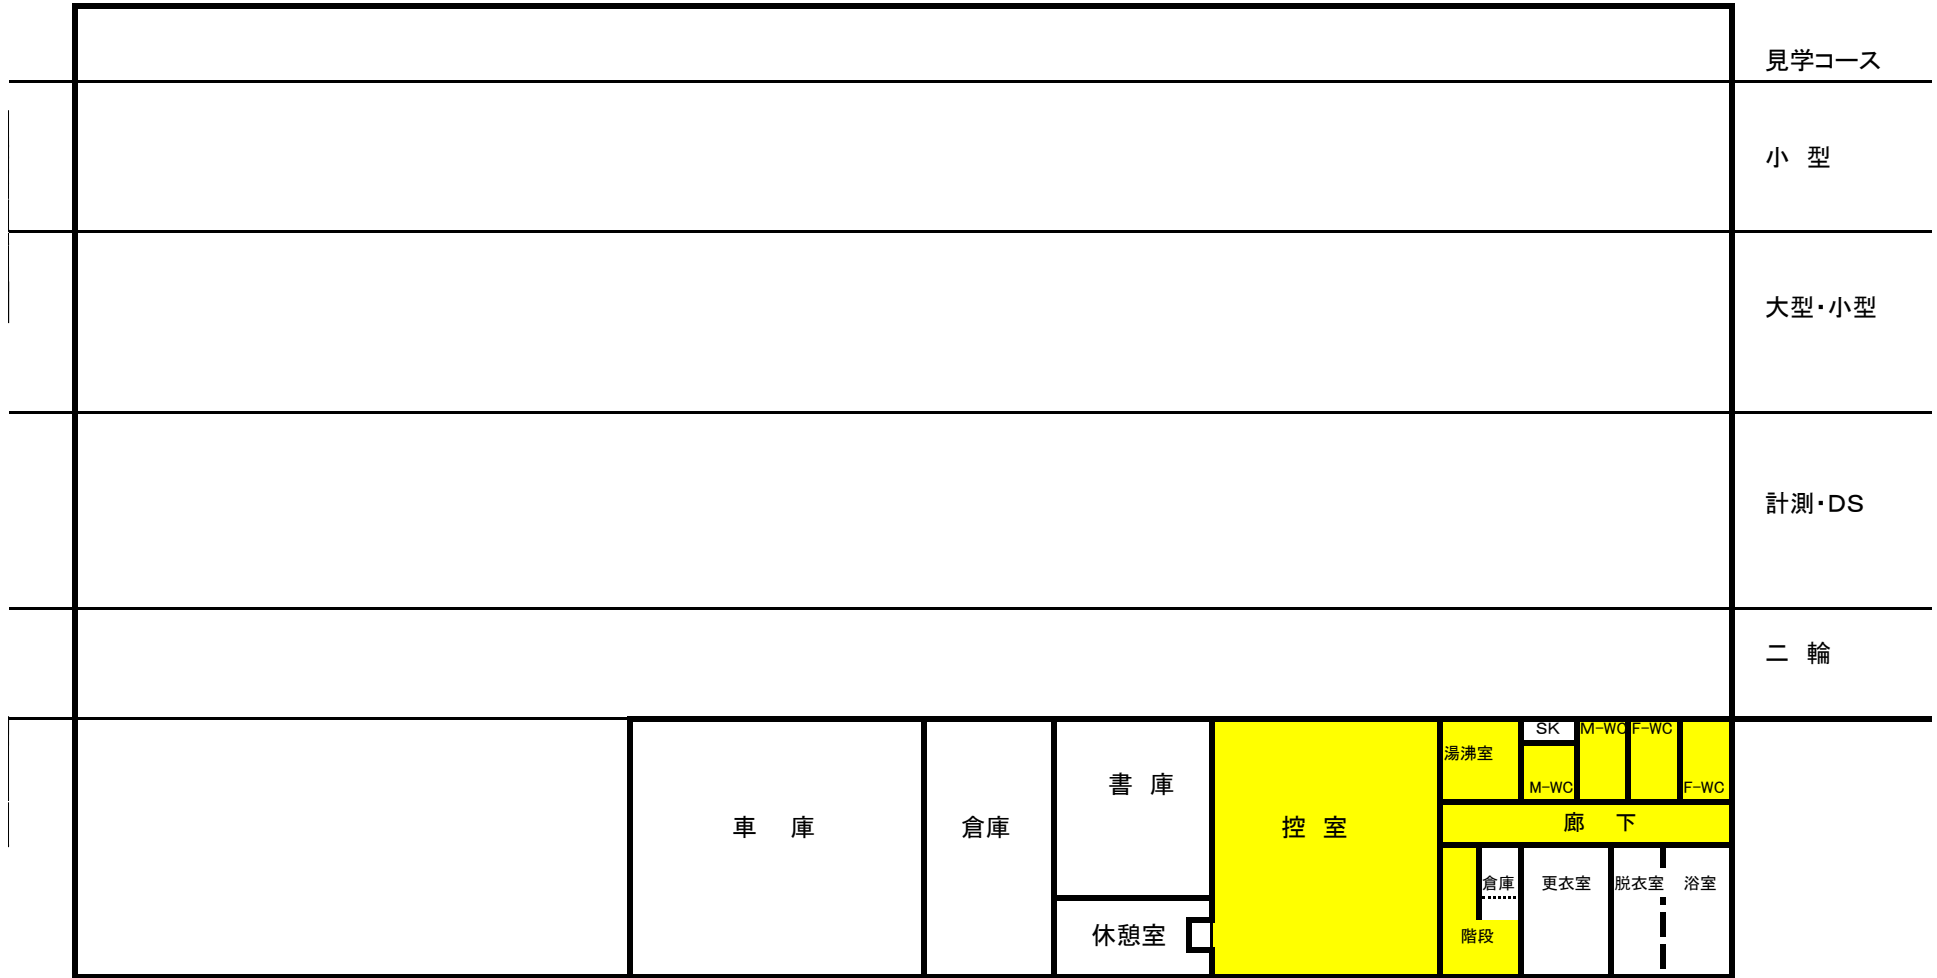 見学コース
小 型
大型・小型
計測・DS
二 輪
SK
M-WC
F-WC
湯沸室
M-WC
F-WC
書 庫
車 庫
倉庫
控 室
廊 下
倉庫
更衣室
脱衣室
浴室
休憩室
階段